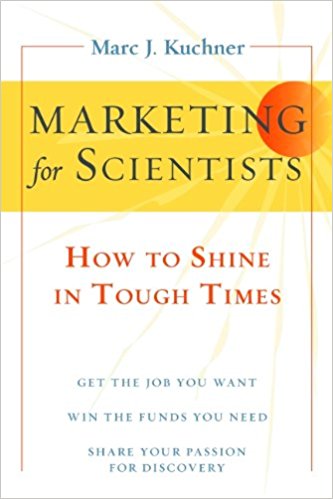 Marc J. Kuchner
MARKETING
for SCIENTISTS
HOW TO SHINE
IN TOUGH TIMES
GET THE JOB YOU WANT
WIN THE FUNDS YOU NEED
SHARE YOUR PASSION
FOR DISCOVERY